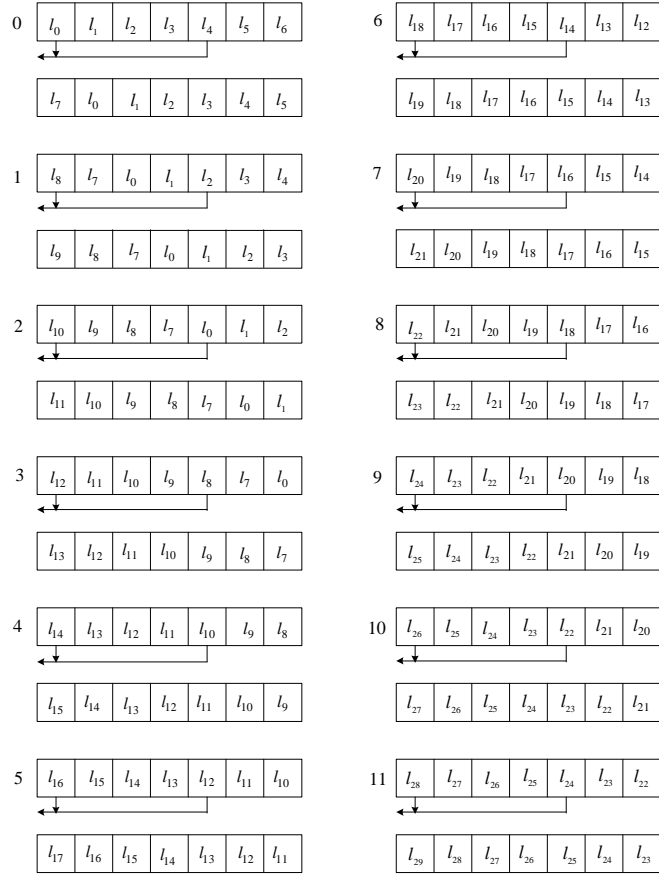 0 l₀ l₁ l₂ l₃ l₄ l₅ l₆
l₇ l₀ l₁ l₂ l₃ l₄ l₅
1 l₈ l₇ l₀ l₁ l₂ l₃ l₄
l₉ l₈ l₇ l₀ l₁ l₂ l₃
2 l₁₀ l₉ l₈ l₇ l₀ l₁ l₂
l₁₁ l₁₀ l₉ l₈ l₇ l₀ l₁
3 l₁₂ l₁₁ l₁₀ l₉ l₈ l₇ l₀
l₁₃ l₁₂ l₁₁ l₁₀ l₉ l₈ l₇
4 l₁₄ l₁₃ l₁₂ l₁₁ l₁₀ l₉ l₈
l₁₅ l₁₄ l₁₃ l₁₂ l₁₁ l₁₀ l₉
5 l₁₆ l₁₅ l₁₄ l₁₃ l₁₂ l₁₁ l₁₀
l₁₇ l₁₆ l₁₅ l₁₄ l₁₃ l₁₂ l₁₁
6 l₁₈ l₁₇ l₁₆ l₁₅ l₁₄ l₁₃ l₁₂
l₁₉ l₁₈ l₁₇ l₁₆ l₁₅ l₁₄ l₁₃
7 l₂₀ l₁₉ l₁₈ l₁₇ l₁₆ l₁₅ l₁₄
l₂₁ l₂₀ l₁₉ l₁₈ l₁₇ l₁₆ l₁₅
8 l₂₂ l₂₁ l₂₀ l₁₉ l₁₈ l₁₇ l₁₆
l₂₃ l₂₂ l₂₁ l₂₀ l₁₉ l₁₈ l₁₇
9 l₂₄ l₂₃ l₂₂ l₂₁ l₂₀ l₁₉ l₁₈
l₂₅ l₂₄ l₂₃ l₂₂ l₂₁ l₂₀ l₁₉
10 l₂₆ l₂₅ l₂₄ l₂₃ l₂₂ l₂₁ l₂₀
l₂₇ l₂₆ l₂₅ l₂₄ l₂₃ l₂₂ l₂₁
11 l₂₈ l₂₇ l₂₆ l₂₅ l₂₄ l₂₃ l₂₂
l₂₉ l₂₈ l₂₇ l₂₆ l₂₅ l₂₄ l₂₃